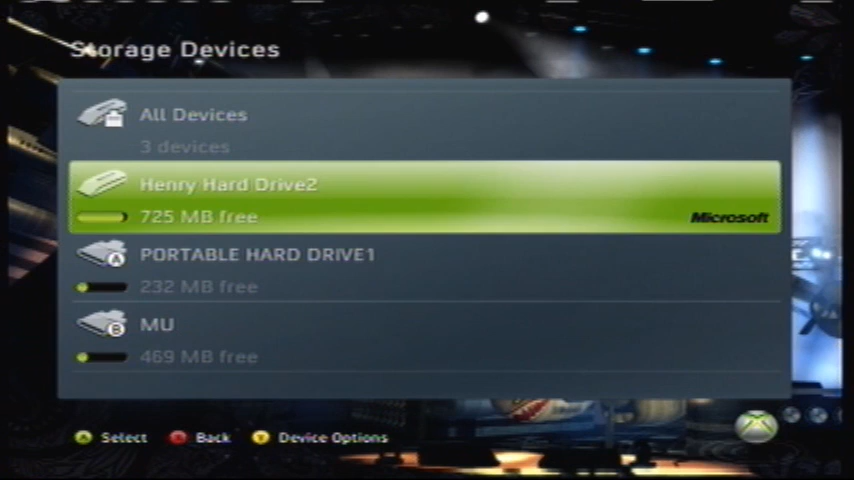 Storage Devices
All Devices
3 devices
Henry Hard Drive2
725 MB free
Microsoft
PORTABLE HARD DRIVE1
A
232 MB free
MU
B
469 MB free
A Select B Back Y Device Options